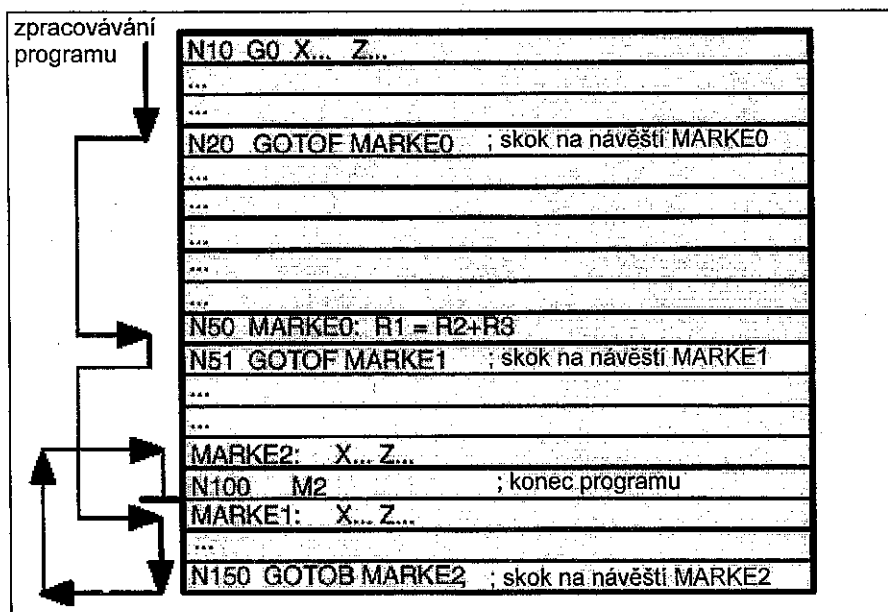 zpracovávání
programu
N10 G0 X... Z...
...
...
N20 GOTOF MARKE0 ; skok na návěští MARKE0
...
...
...
...
...
N50 MARKE0: R1 = R2+R3
N51 GOTOF MARKE1 ; skok na návěští MARKE1
...
...
MARKE2: X... Z...
N100 M2 ; konec programu
MARKE1: X... Z...
...
N150 GOTOB MARKE2 ; skok na návěští MARKE2